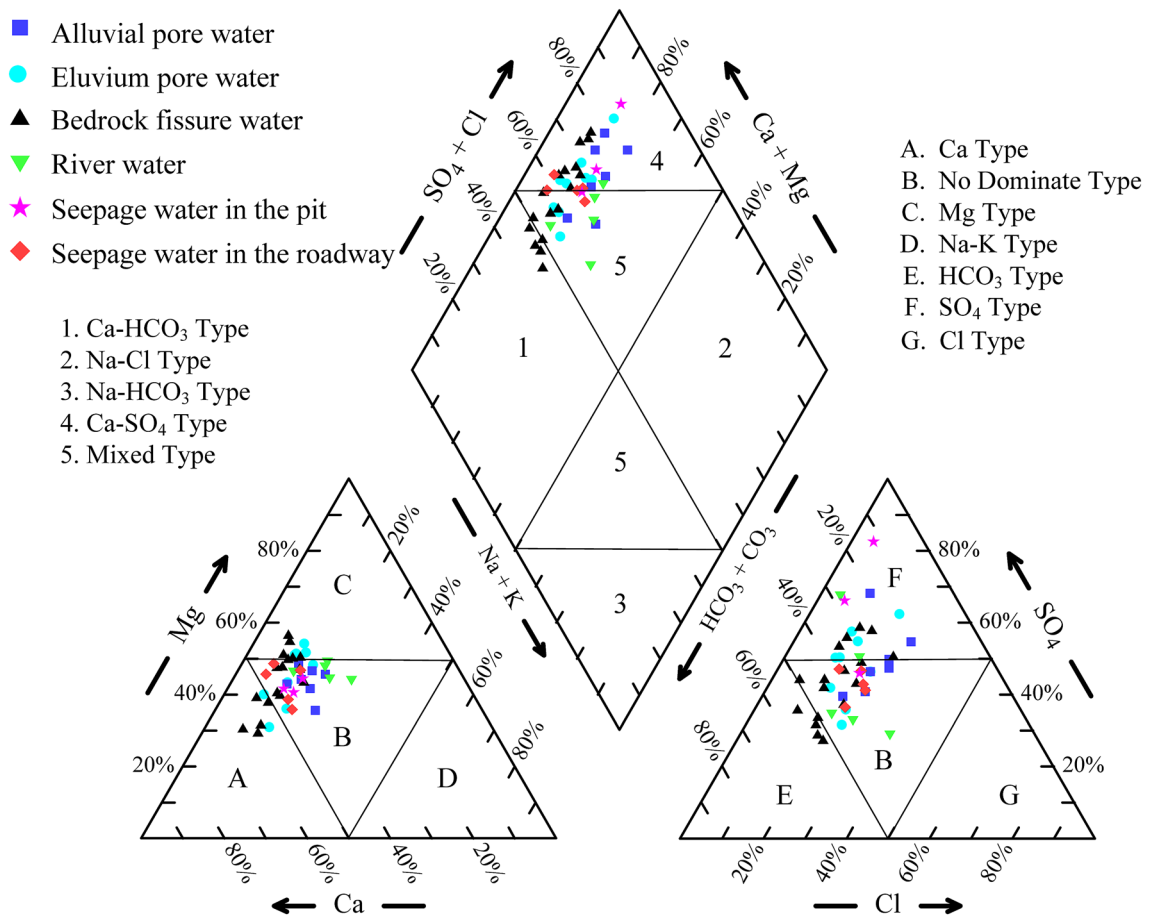 Alluvial pore water
Eluvium pore water
Bedrock fissure water
River water
Seepage water in the pit
Seepage water in the roadway
1. Ca-HCO₃ Type
2. Na-Cl Type
3. Na-HCO₃ Type
4. Ca-SO₄ Type
5. Mixed Type
A. Ca Type
B. No Dominate Type
C. Mg Type
D. Na-K Type
E. HCO₃ Type
F. SO₄ Type
G. Cl Type
80%
60%
40%
20%
SO₄ + Cl
80%
60%
40%
20%
Ca + Mg
4
5
1
2
5
3
Na + K
HCO₃ + CO₃
80%
60%
40%
20%
Mg
20%
40%
60%
80%
C
B
A
D
80%
60%
40%
20%
Ca
20%
40%
60%
80%
80%
60%
40%
20%
SO₄
F
B
E
G
20%
40%
60%
80%
Cl